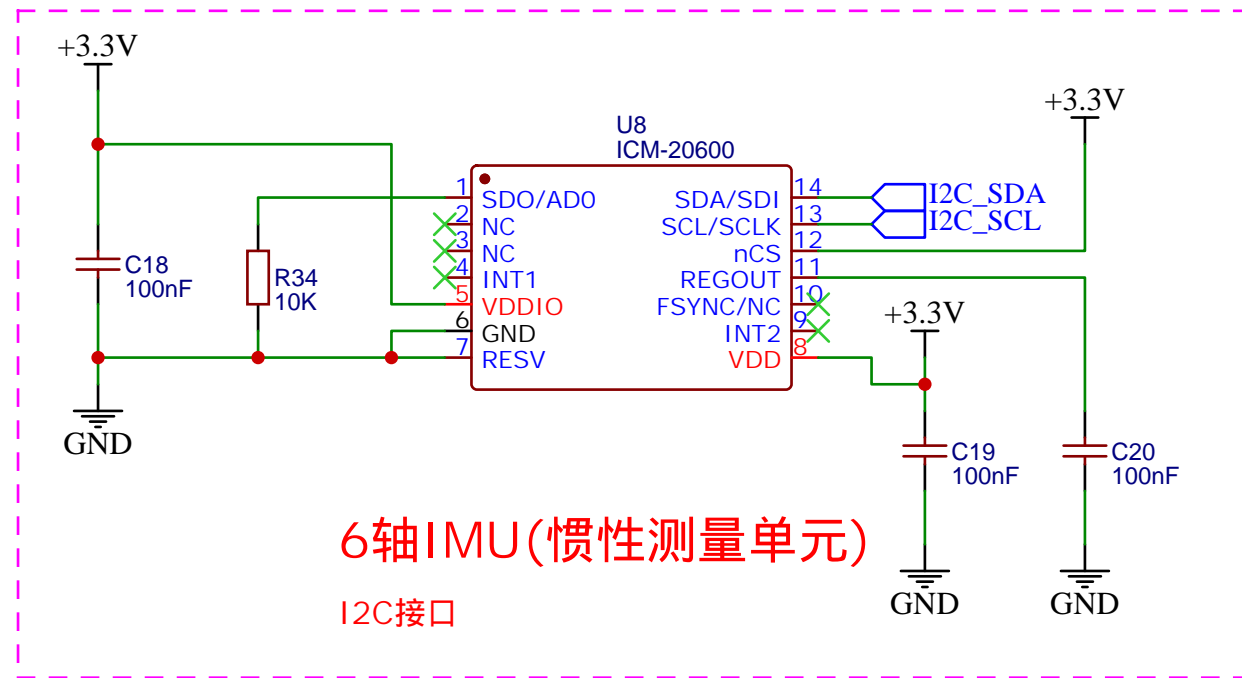 +3.3V
+3.3V
U8
ICM-20600
1
SDO/AD0
2
NC
3
NC
4
INT1
5
VDDIO
6
GND
7
RESV
14
SDA/SDI
13
SCL/SCLK
12
nCS
11
REGOUT
10
FSYNC/NC
9
INT2
8
VDD
I2C_SDA
I2C_SCL
C18
100nF
R34
10K
+3.3V
GND
C19
100nF
C20
100nF
GND
GND
6轴IMU(惯性测量单元)
I2C接口